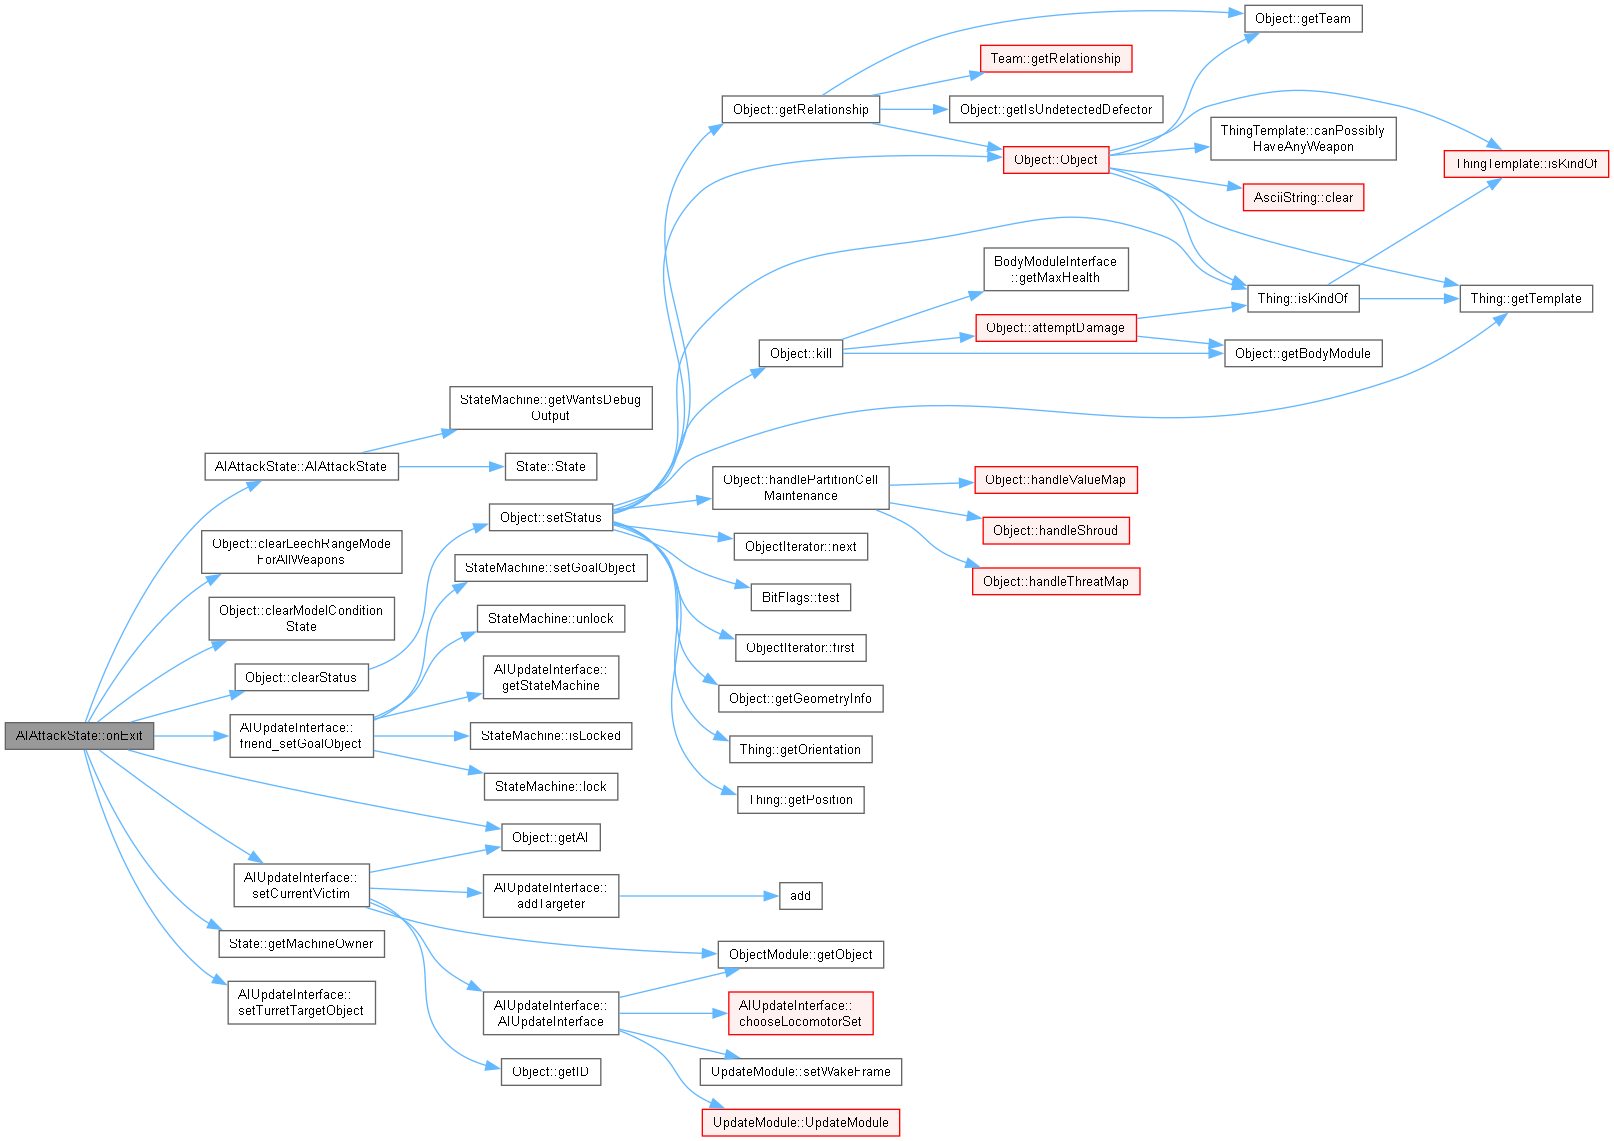 AIAttackState::onExit
AIAttackState::AIAttackState
StateMachine::getWantsDebug
Output
State::State
Object::clearLeechRangeMode
ForAllWeapons
Object::clearModelCondition
State
Object::clearStatus
Object::setStatus
Object::getRelationship
Object::getTeam
Team::getRelationship
Object::getIsUndetectedDefector
Object::Object
ThingTemplate::canPossibly
HaveAnyWeapon
ThingTemplate::isKindOf
AsciiString::clear
Thing::isKindOf
Thing::getTemplate
Object::kill
BodyModuleInterface
::getMaxHealth
Object::attemptDamage
Object::getBodyModule
Object::handlePartitionCell
Maintenance
Object::handleValueMap
Object::handleShroud
Object::handleThreatMap
ObjectIterator::next
BitFlags::test
ObjectIterator::first
Object::getGeometryInfo
Thing::getOrientation
Thing::getPosition
AIUpdateInterface::
friend_setGoalObject
StateMachine::setGoalObject
StateMachine::unlock
AIUpdateInterface::
getStateMachine
StateMachine::isLocked
StateMachine::lock
Object::getAI
AIUpdateInterface::
setCurrentVictim
AIUpdateInterface::
addTargeter
add
ObjectModule::getObject
AIUpdateInterface::
AIUpdateInterface
AIUpdateInterface::
chooseLocomotorSet
UpdateModule::setWakeFrame
UpdateModule::UpdateModule
Object::getID
State::getMachineOwner
AIUpdateInterface::
setTurretTargetObject